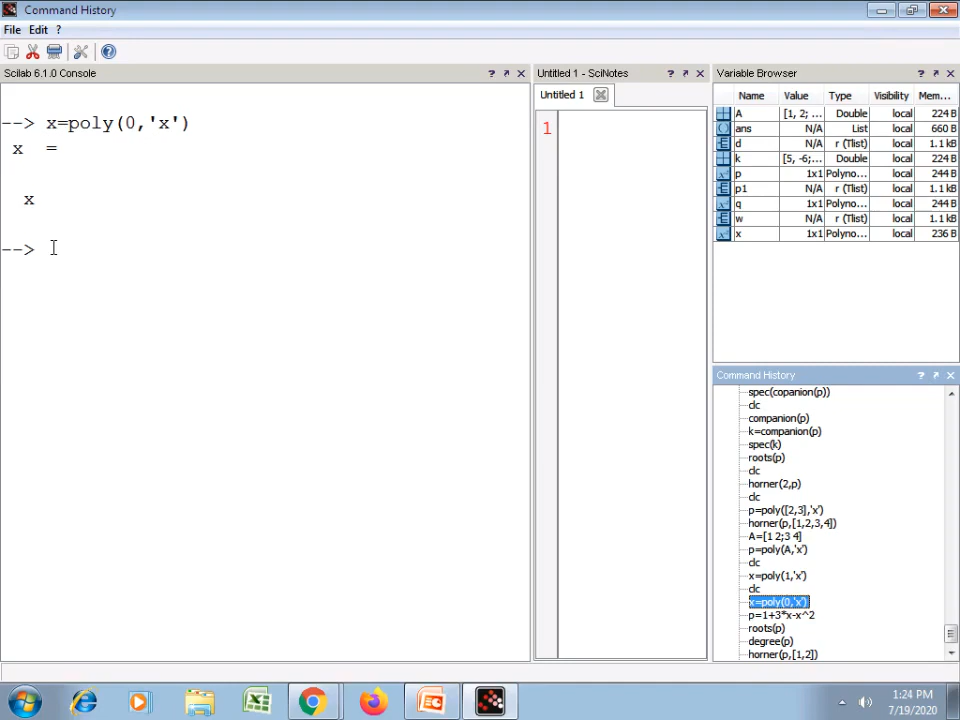 Command History
File Edit ?
Scilab 6.1.0 Console
? ×
--> x=poly(0,'x')
x =
x
-->
Untitled 1 - SciNotes
? ×
Untitled 1
1
Variable Browser
? ×
Name Value Type Visibility Mem...
A [1, 2; ... Double local 224 B
ans N/A List local 660 B
d N/A r (Tlist) local 1.1 kB
k [5, -6;... Double local 224 B
p 1x1 Polyno... local 244 B
p1 N/A r (Tlist) local 1.1 kB
q 1x1 Polyno... local 244 B
w N/A r (Tlist) local 1.1 kB
x 1x1 Polyno... local 236 B
Command History
? ×
spec(copanion(p))
clc
companion(p)
k=companion(p)
spec(k)
roots(p)
clc
horner(2,p)
clc
p=poly([2,3],'x')
horner(p,[1,2,3,4])
A=[1 2;3 4]
p=poly(A,'x')
clc
x=poly(1,'x')
clc
x=poly(0,'x')
p=1+3*x-x^2
roots(p)
degree(p)
horner(p,[1,2])
1:24 PM
7/19/2020